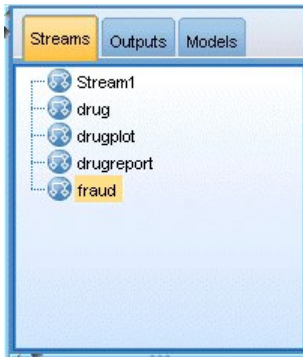 Streams Outputs Models
Stream1
drug
drugplot
drugreport
fraud